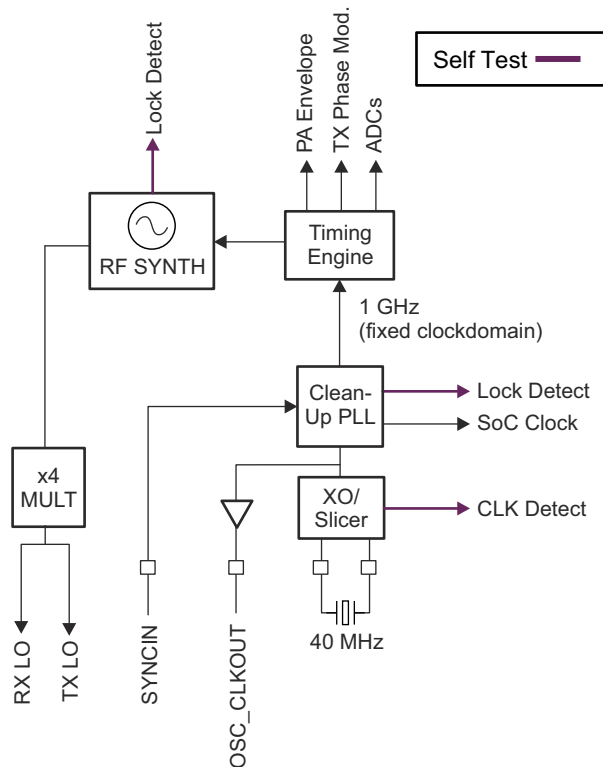 Lock Detect
PA Envelope
TX Phase Mod.
ADCs
Self Test
RF SYNTH
Timing
Engine
1 GHz
(fixed clockdomain)
Clean-
Up PLL
Lock Detect
SoC Clock
x4
MULT
XO/
Slicer
CLK Detect
40 MHz
RX LO
TX LO
SYNCIN
OSC_CLKOUT